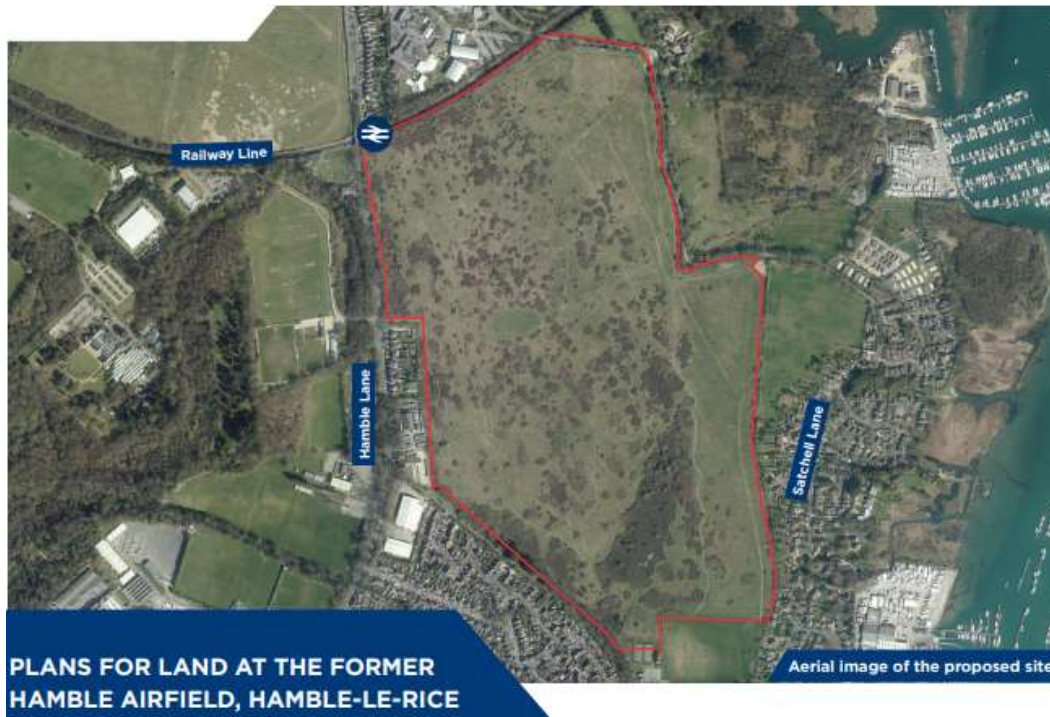 Railway Line
Hamble Lane
Satchell Lane
PLANS FOR LAND AT THE FORMER
HAMBLE AIRFIELD, HAMBLE-LE-RICE
Aerial image of the proposed site